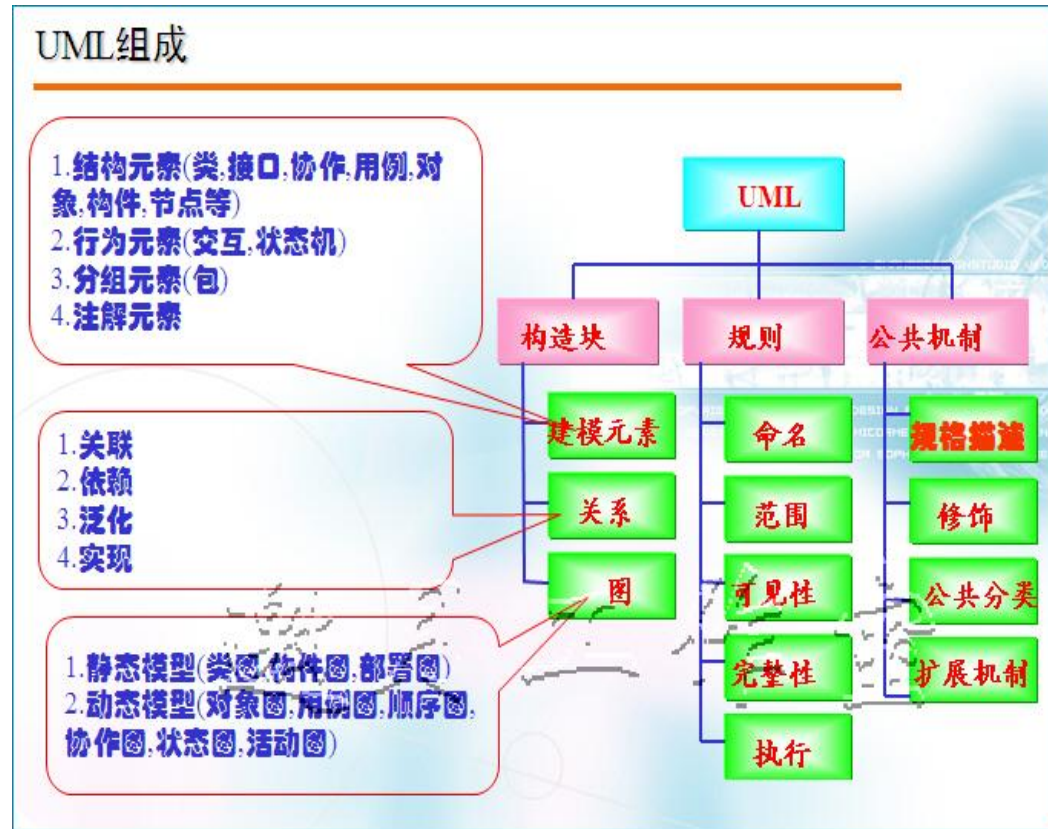 UML组成
1.结构元素(类,接口,协作,用例,对
象,构件,节点等)
2.行为元素(交互,状态机)
3.分组元素(包)
4.注解元素
1.关联
2.依赖
3.泛化
4.实现
1.静态模型(类图,构件图,部署图)
2.动态模型(对象图,用例图,顺序图,
协作图,状态图,活动图)
UML
构造块
规则
公共机制
建模元素
命名
规格描述
关系
范围
修饰
图
可见性
公共分类
完整性
扩展机制
执行